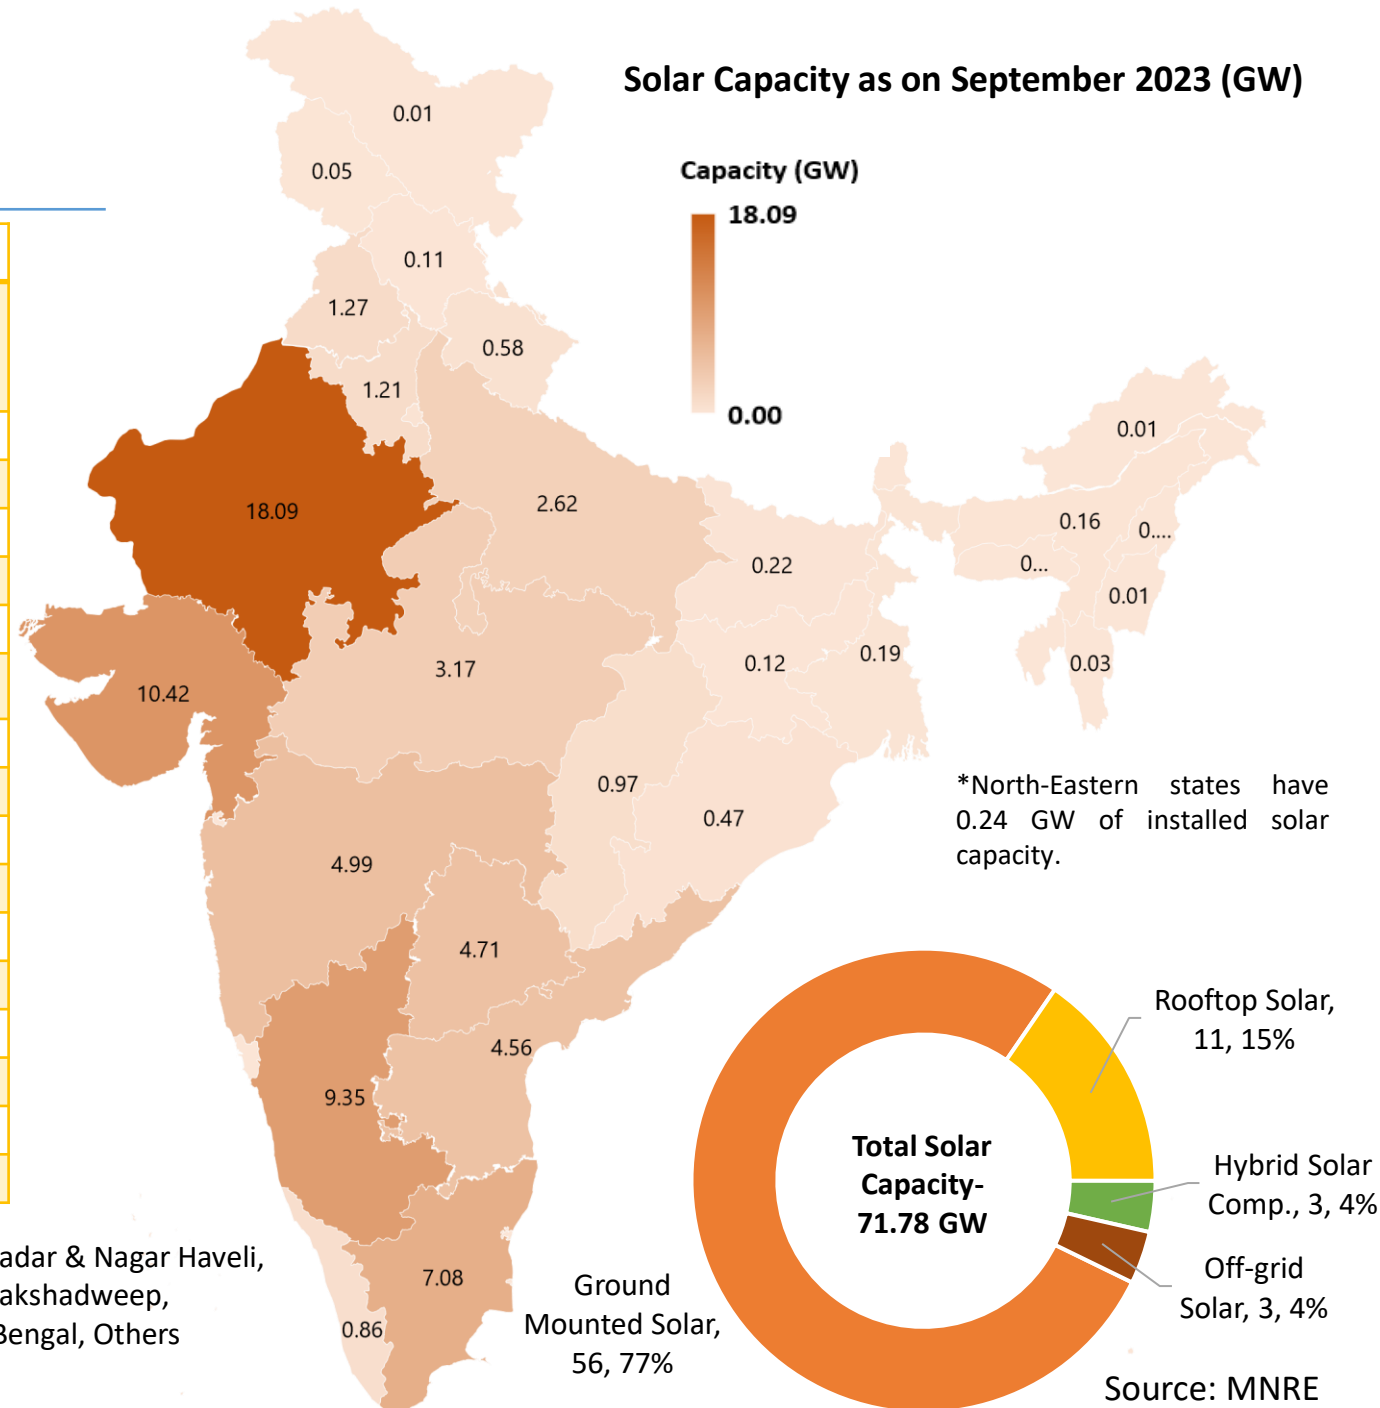 Solar Capacity as on September 2023 (GW)
Capacity (GW)
18.09
0.00
0.01
0.05
0.11
1.27
0.58
1.21
0.01
18.09
2.62
0.16
0....
0.22
0...
0.01
0.12
0.19
0.03
3.17
10.42
0.97
0.47
4.99
4.71
4.56
9.35
7.08
0.86
*North-Eastern states have
0.24 GW of installed solar
capacity.
Rooftop Solar,
11, 15%
Total Solar
Capacity-
71.78 GW
Hybrid Solar
Comp., 3, 4%
Off-grid
Solar, 3, 4%
Ground
Mounted Solar,
56, 77%
adar & Nagar Haveli,
akshadweep,
Bengal, Others
Source: MNRE